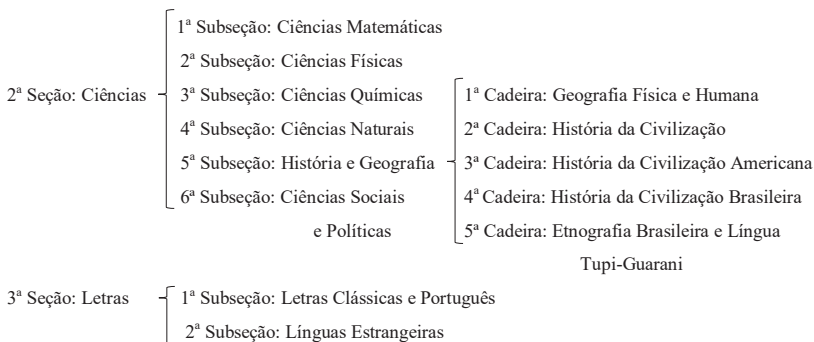 1ª Subseção: Ciências Matemáticas
2ª Subseção: Ciências Físicas
2ª Seção: Ciências 3ª Subseção: Ciências Químicas 1ª Cadeira: Geografia Física e Humana
4ª Subseção: Ciências Naturais 2ª Cadeira: História da Civilização
5ª Subseção: História e Geografia 3ª Cadeira: História da Civilização Americana
6ª Subseção: Ciências Sociais 4ª Cadeira: História da Civilização Brasileira
e Políticas 5ª Cadeira: Etnografia Brasileira e Língua
Tupi-Guarani
3ª Seção: Letras 1ª Subseção: Letras Clássicas e Português
2ª Subseção: Línguas Estrangeiras